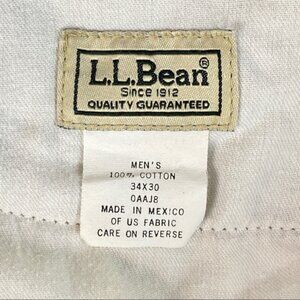 L.L.Bean®
Since 1912
QUALITY GUARANTEED
MEN'S
100% COTTON
34X30
0AAJ8
MADE IN MEXICO
OF US FABRIC
CARE ON REVERSE